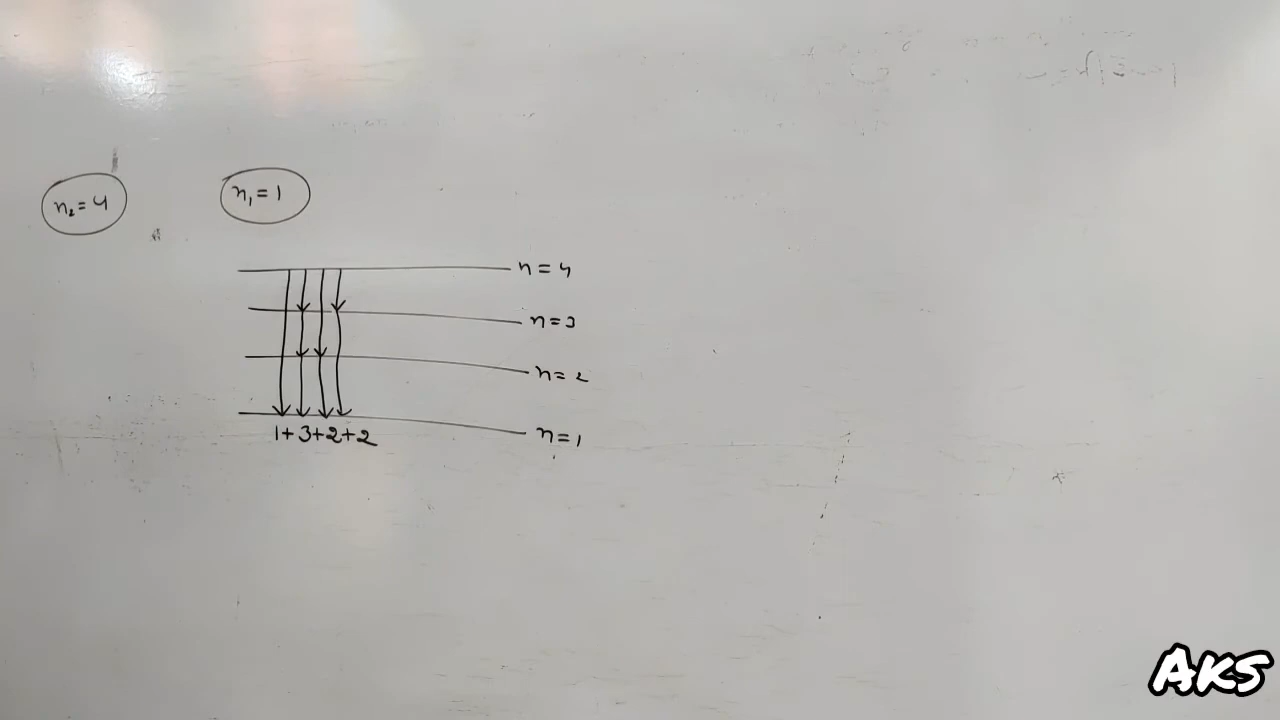 n₂ = 4
n₁ = 1
n = 4
n = 3
n = 2
n = 1
1+3+2+2
AKS